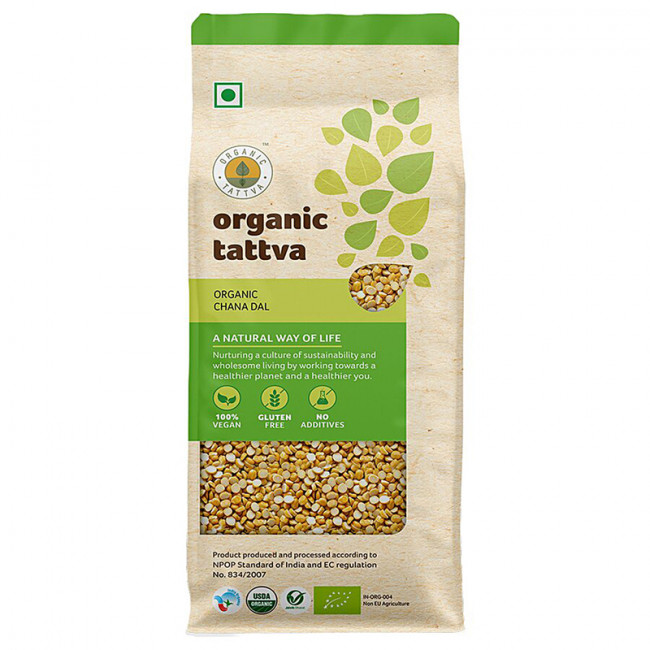 ORGANIC
TATTVA
TM
organic
tattva
ORGANIC
CHANA DAL
A NATURAL WAY OF LIFE
Nurturing a culture of sustainability and
wholesome living by working towards a
healthier planet and a healthier you.
100%
VEGAN
GLUTEN
FREE
NO
ADDITIVES
Product produced and processed according to
NPOP Standard of India and EC regulation
No. 834/2007
USDA
ORGANIC
IN-ORG-004
Non EU Agriculture